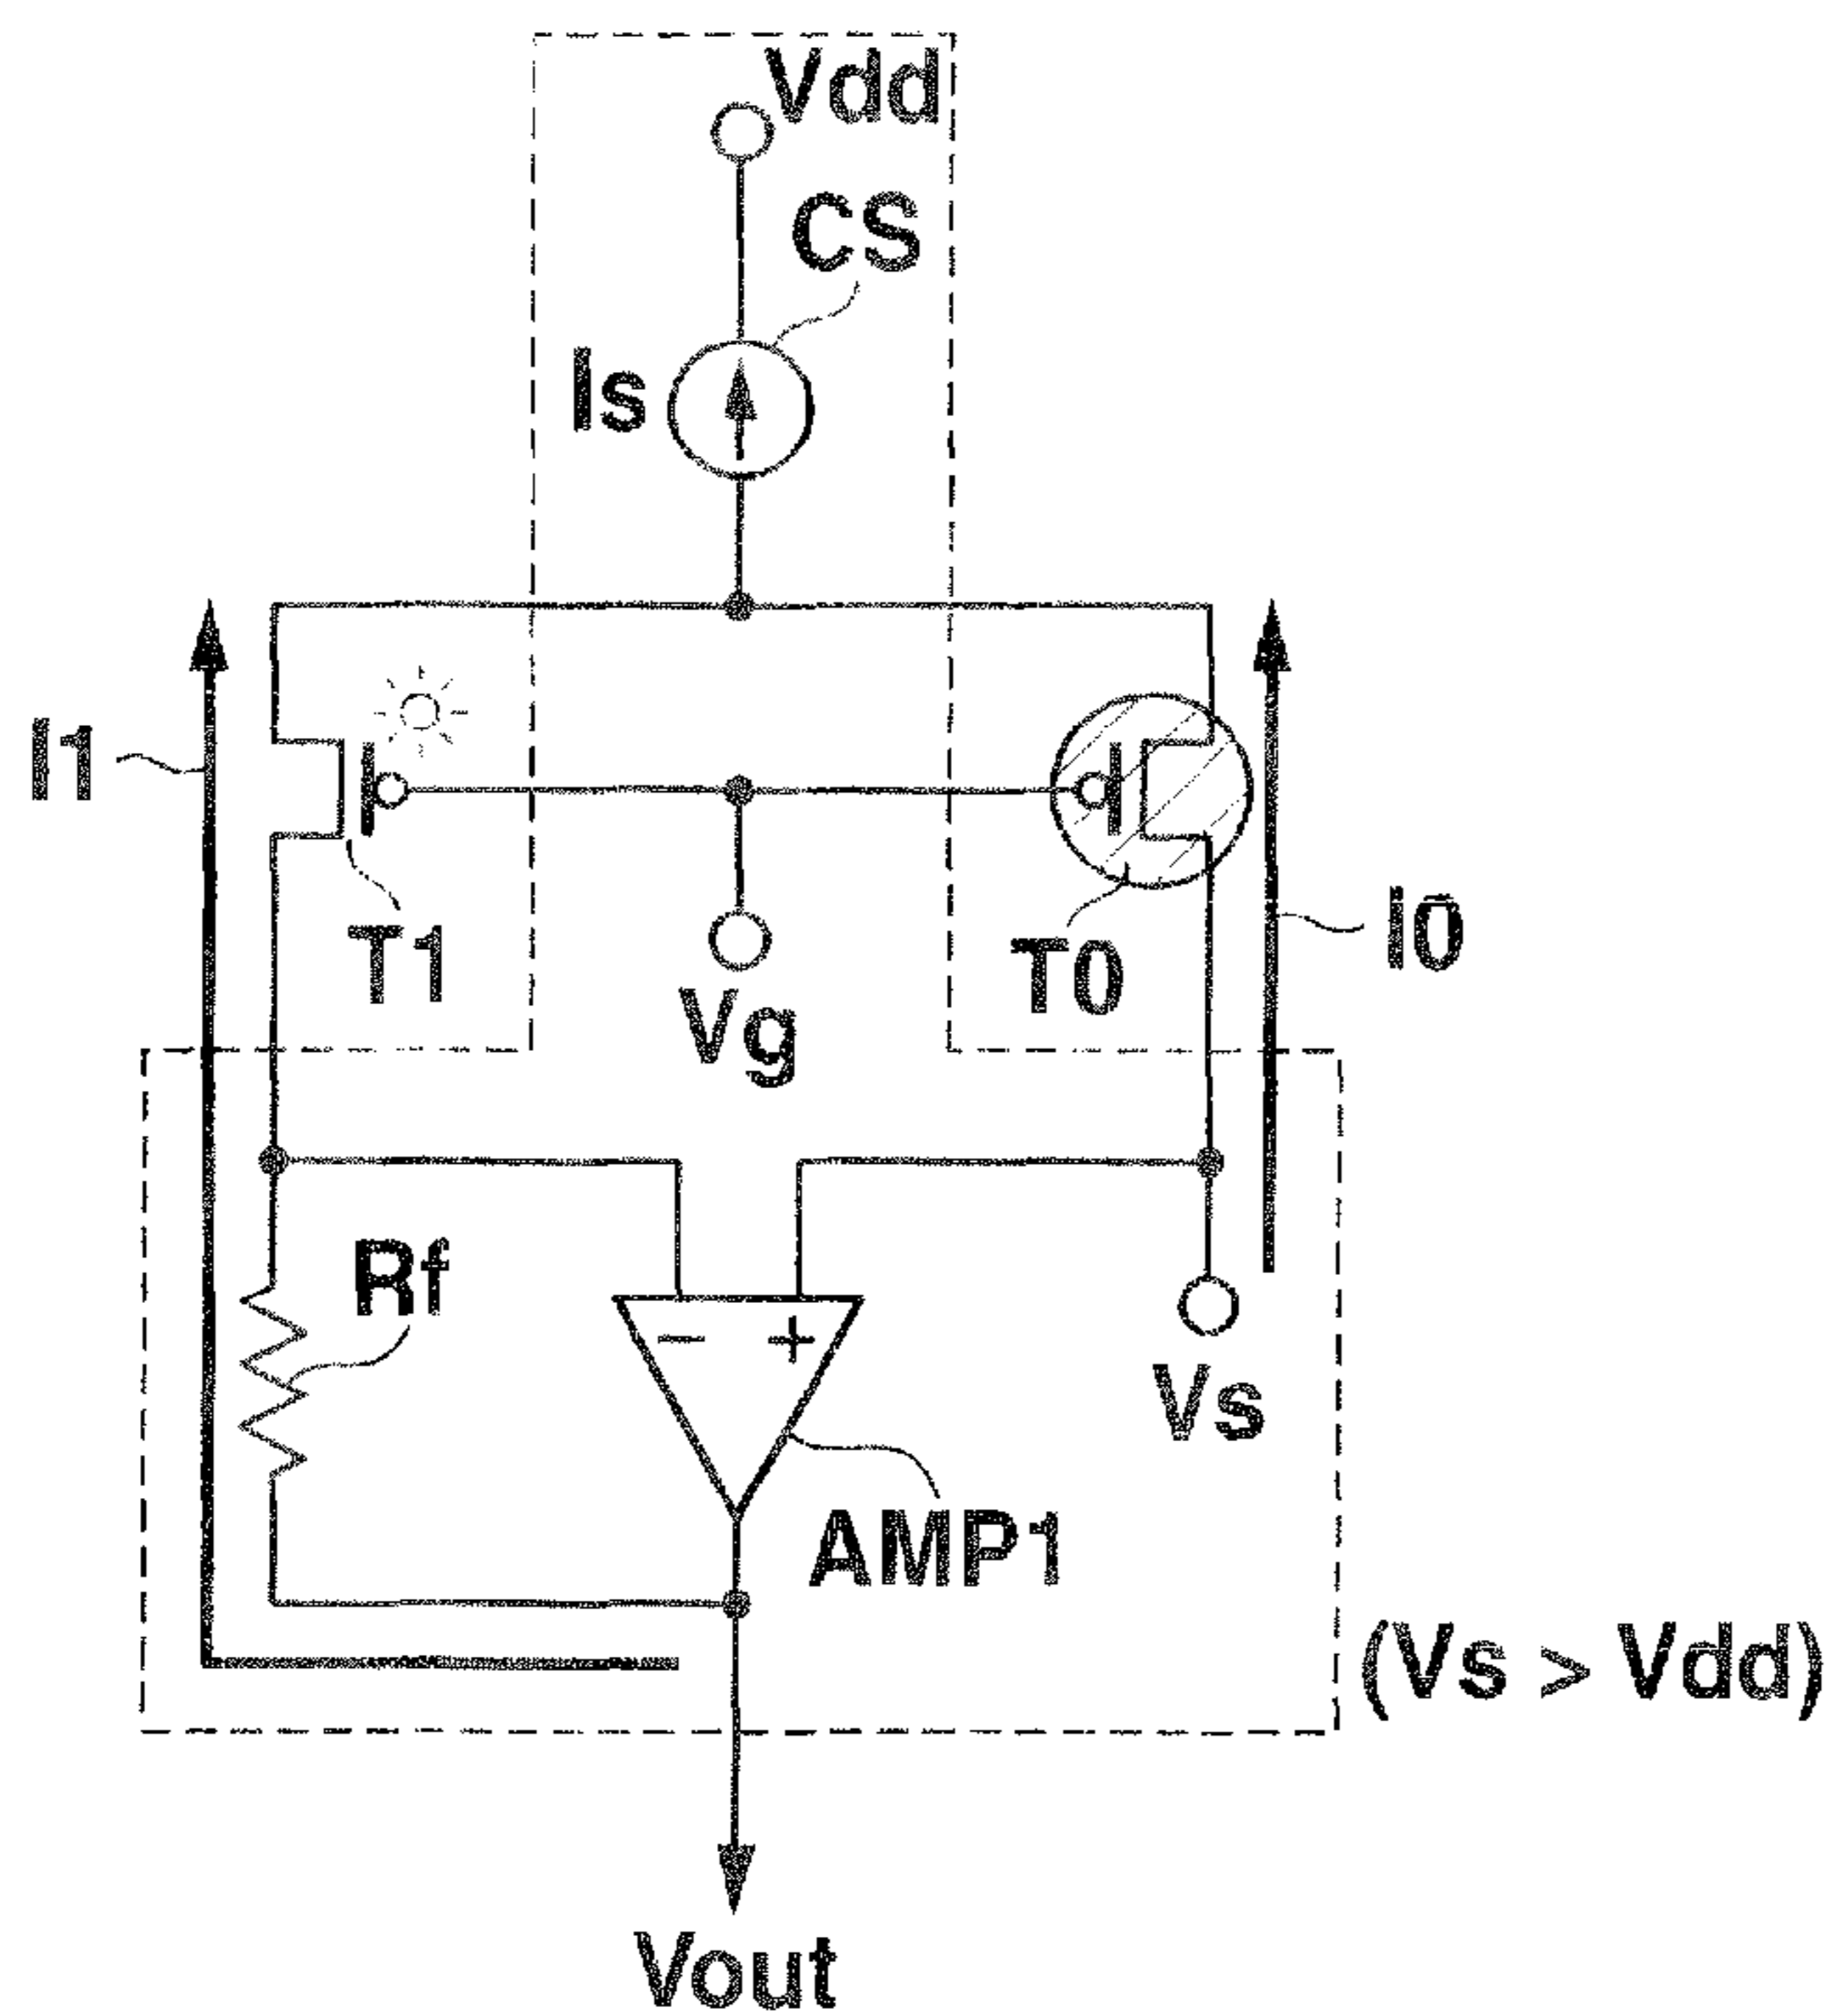 Vdd
CS
Is
I1
T1
Vg
T0
I0
Rf
-
+
Vs
AMP1
(Vs > Vdd)
Vout